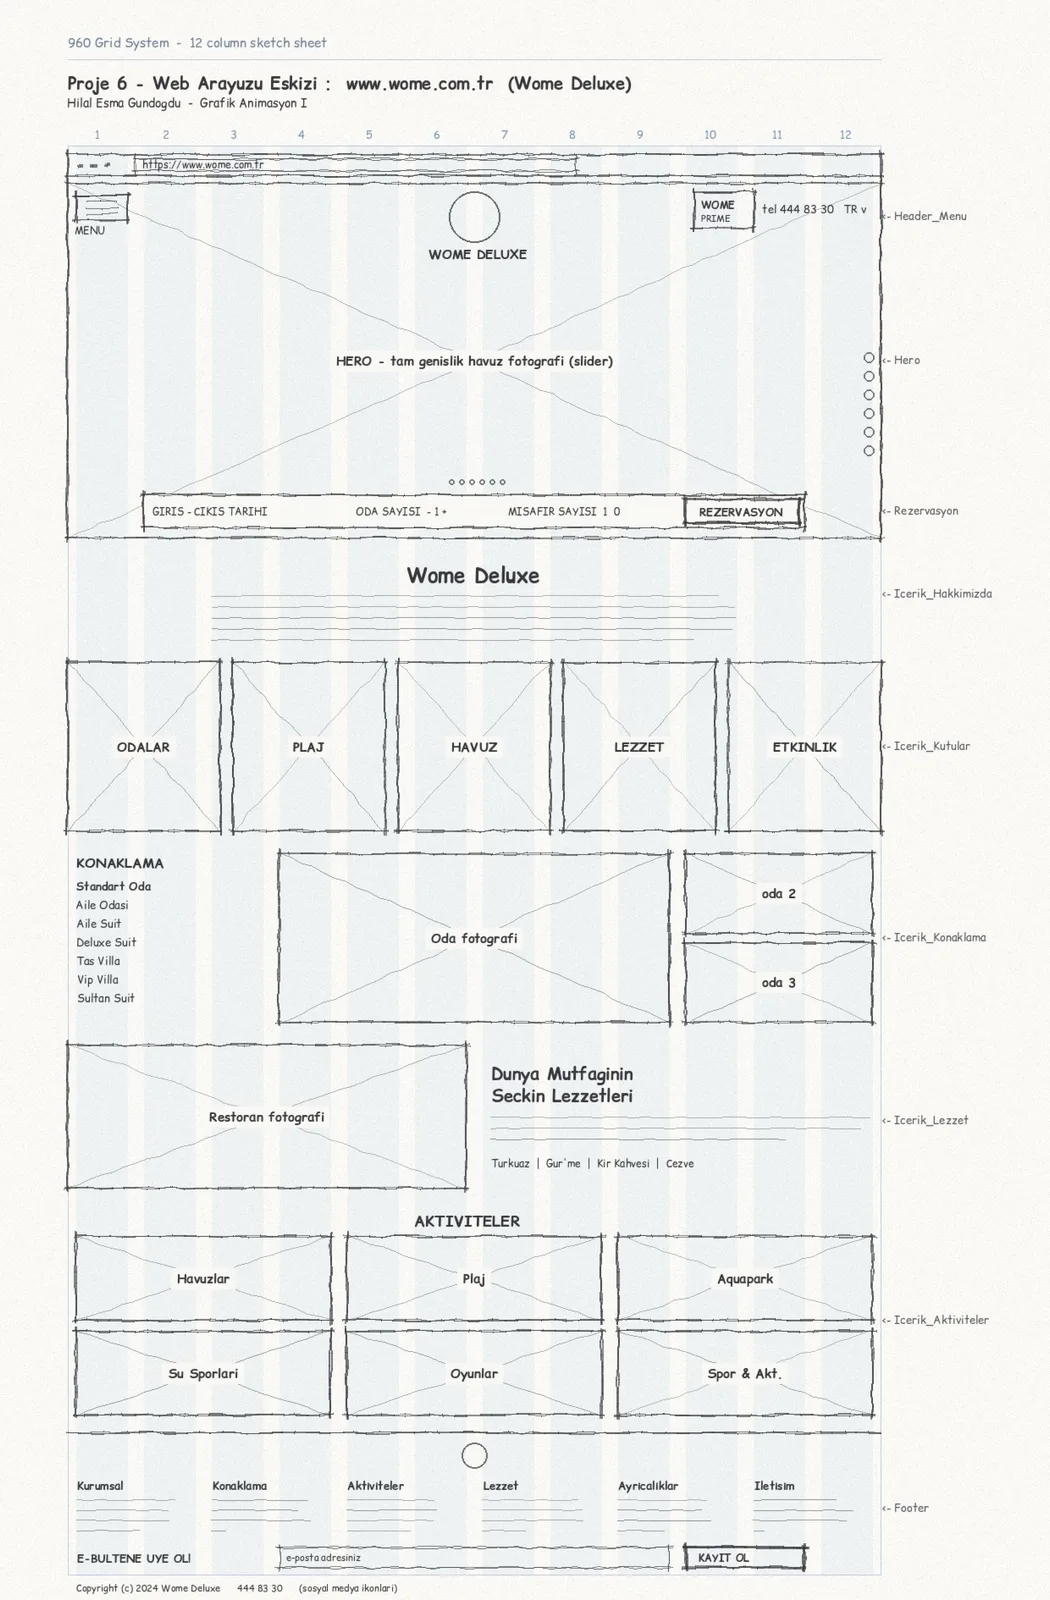 960 Grid System - 12 column sketch sheet
Proje 6 - Web Arayuzu Eskizi : www.wome.com.tr (Wome Deluxe)
Hilal Esma Gundogdu - Grafik Animasyon I
1 2 3 4 5 6 7 8 9 10 11 12
https://www.wome.com.tr
MENU
WOME DELUXE
WOME
PRIME
tel 444 83 30 TR v
<- Header_Menu
HERO - tam genislik havuz fotografi (slider)
<- Hero
GIRIS - CIKIS TARIHI ODA SAYISI - 1 + MISAFIR SAYISI 1 0 REZERVASYON
<- Rezervasyon
Wome Deluxe
<- Icerik_Hakkimizda
ODALAR PLAJ HAVUZ LEZZET ETKINLIK
<- Icerik_Kutular
KONAKLAMA
Standart Oda
Aile Odasi
Aile Suit
Deluxe Suit
Tas Villa
Vip Villa
Sultan Suit
Oda fotografi
oda 2
oda 3
<- Icerik_Konaklama
Restoran fotografi
Dunya Mutfaginin
Seckin Lezzetleri
Turkuaz | Gur'me | Kir Kahvesi | Cezve
<- Icerik_Lezzet
AKTIVITELER
Havuzlar Plaj Aquapark
Su Sporlari Oyunlar Spor & Akt.
<- Icerik_Aktiviteler
Kurumsal Konaklama Aktiviteler Lezzet Ayricaliklar Iletisim
<- Footer
E-BULTENE UYE OL! e-posta adresiniz KAYIT OL
Copyright (c) 2024 Wome Deluxe 444 83 30 (sosyal medya ikonlari)